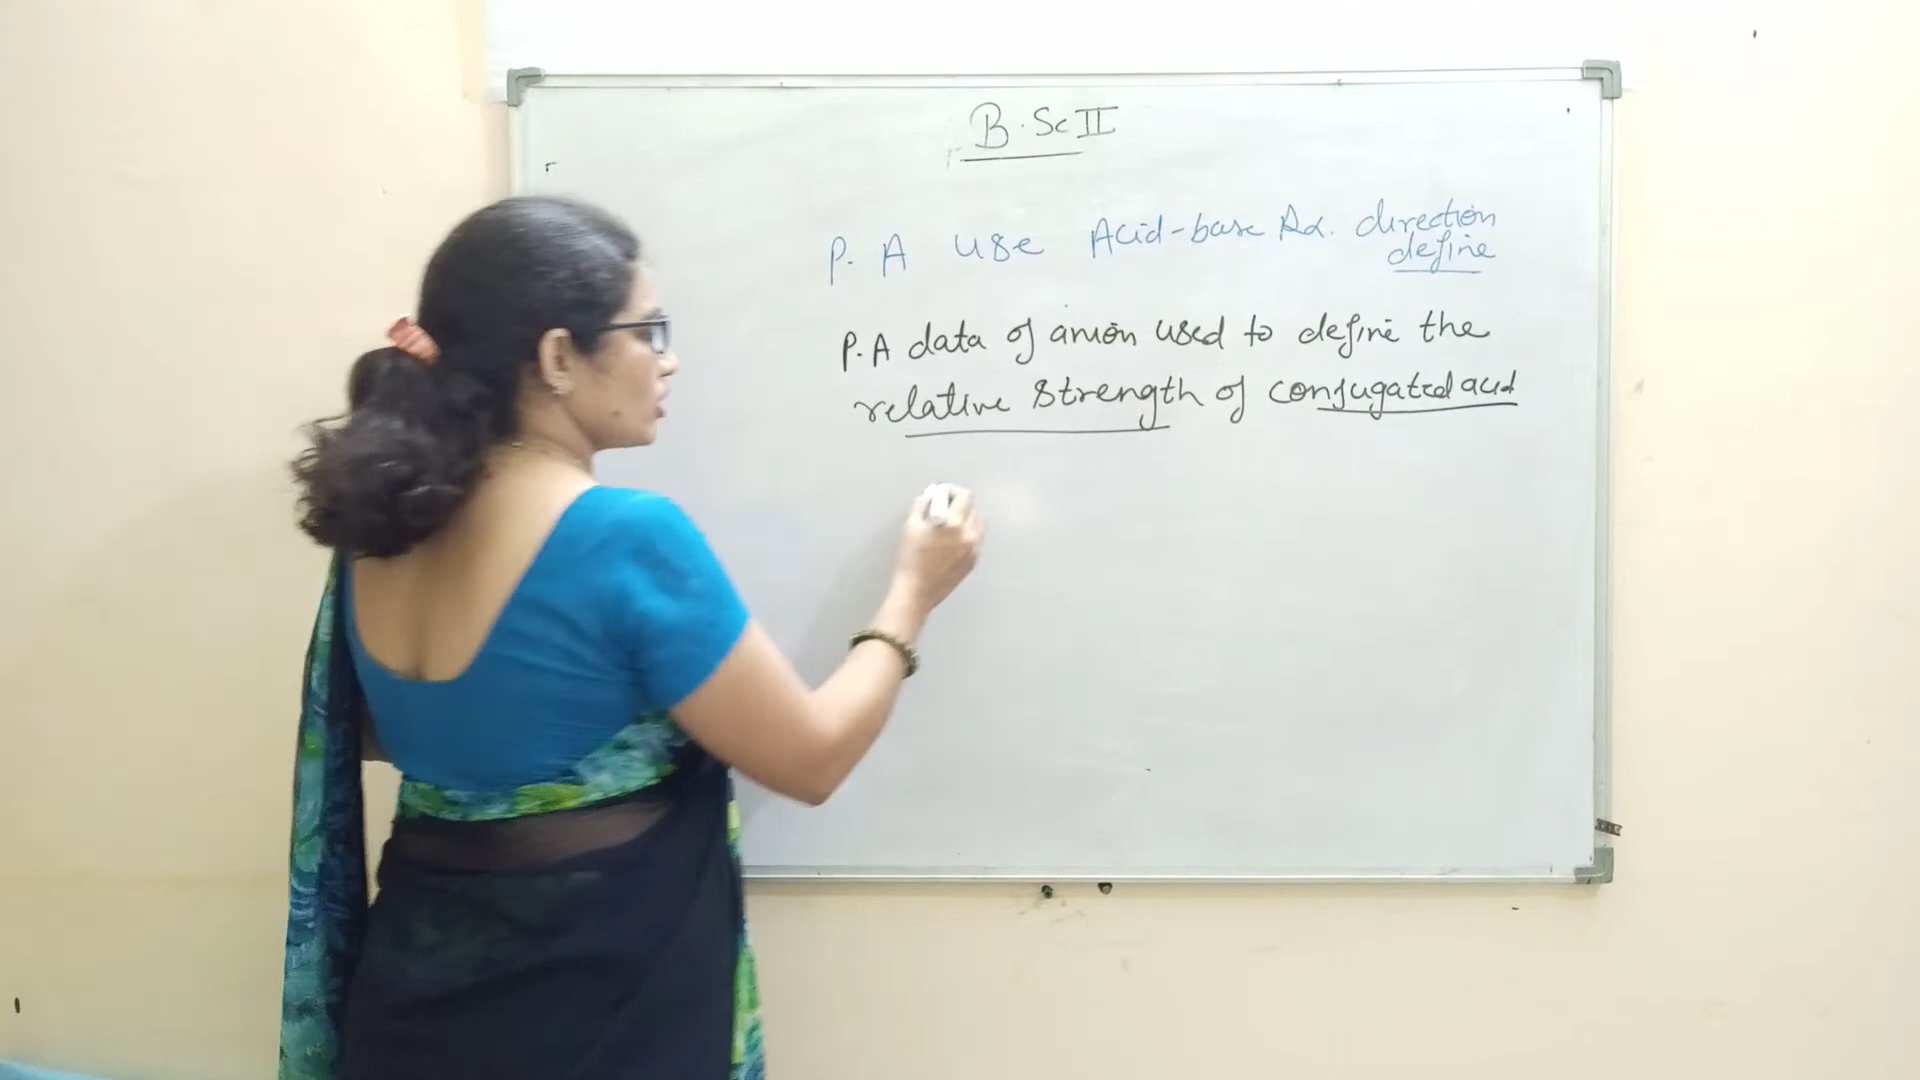 B.Sc II
P. A use Acid-base Rx. direction
define
P.A data of anion used to define the
relative strength of conjugated acid